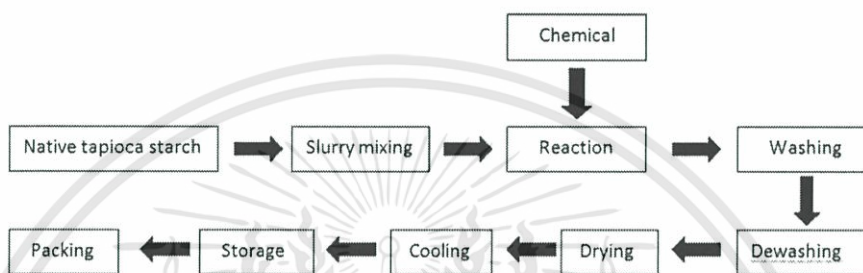 Chemical
Native tapioca starch
Slurry mixing
Reaction
Washing
Packing
Storage
Cooling
Drying
Dewashing